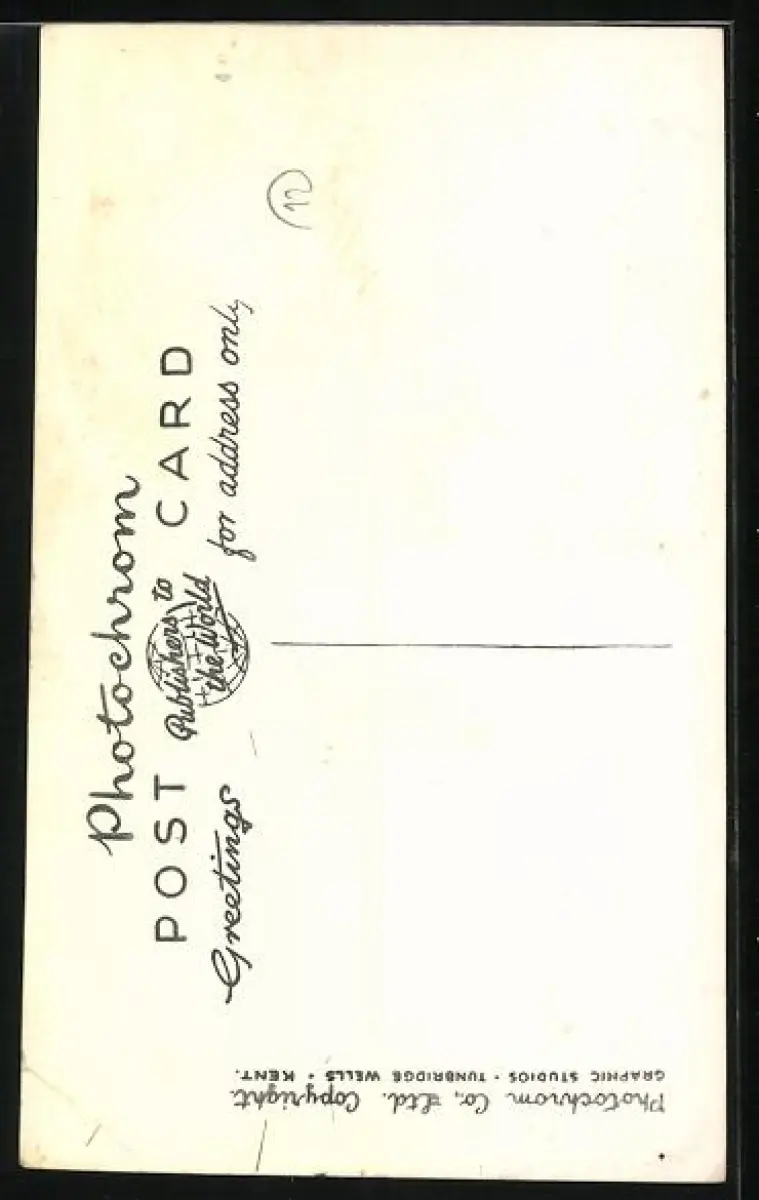 Photochrom
POST CARD
Publishers to
the World
Greetings
for address only
12
Photochrom Co., Ltd. Copyright.
GRAPHIC STUDIOS - TUNBRIDGE WELLS - KENT.